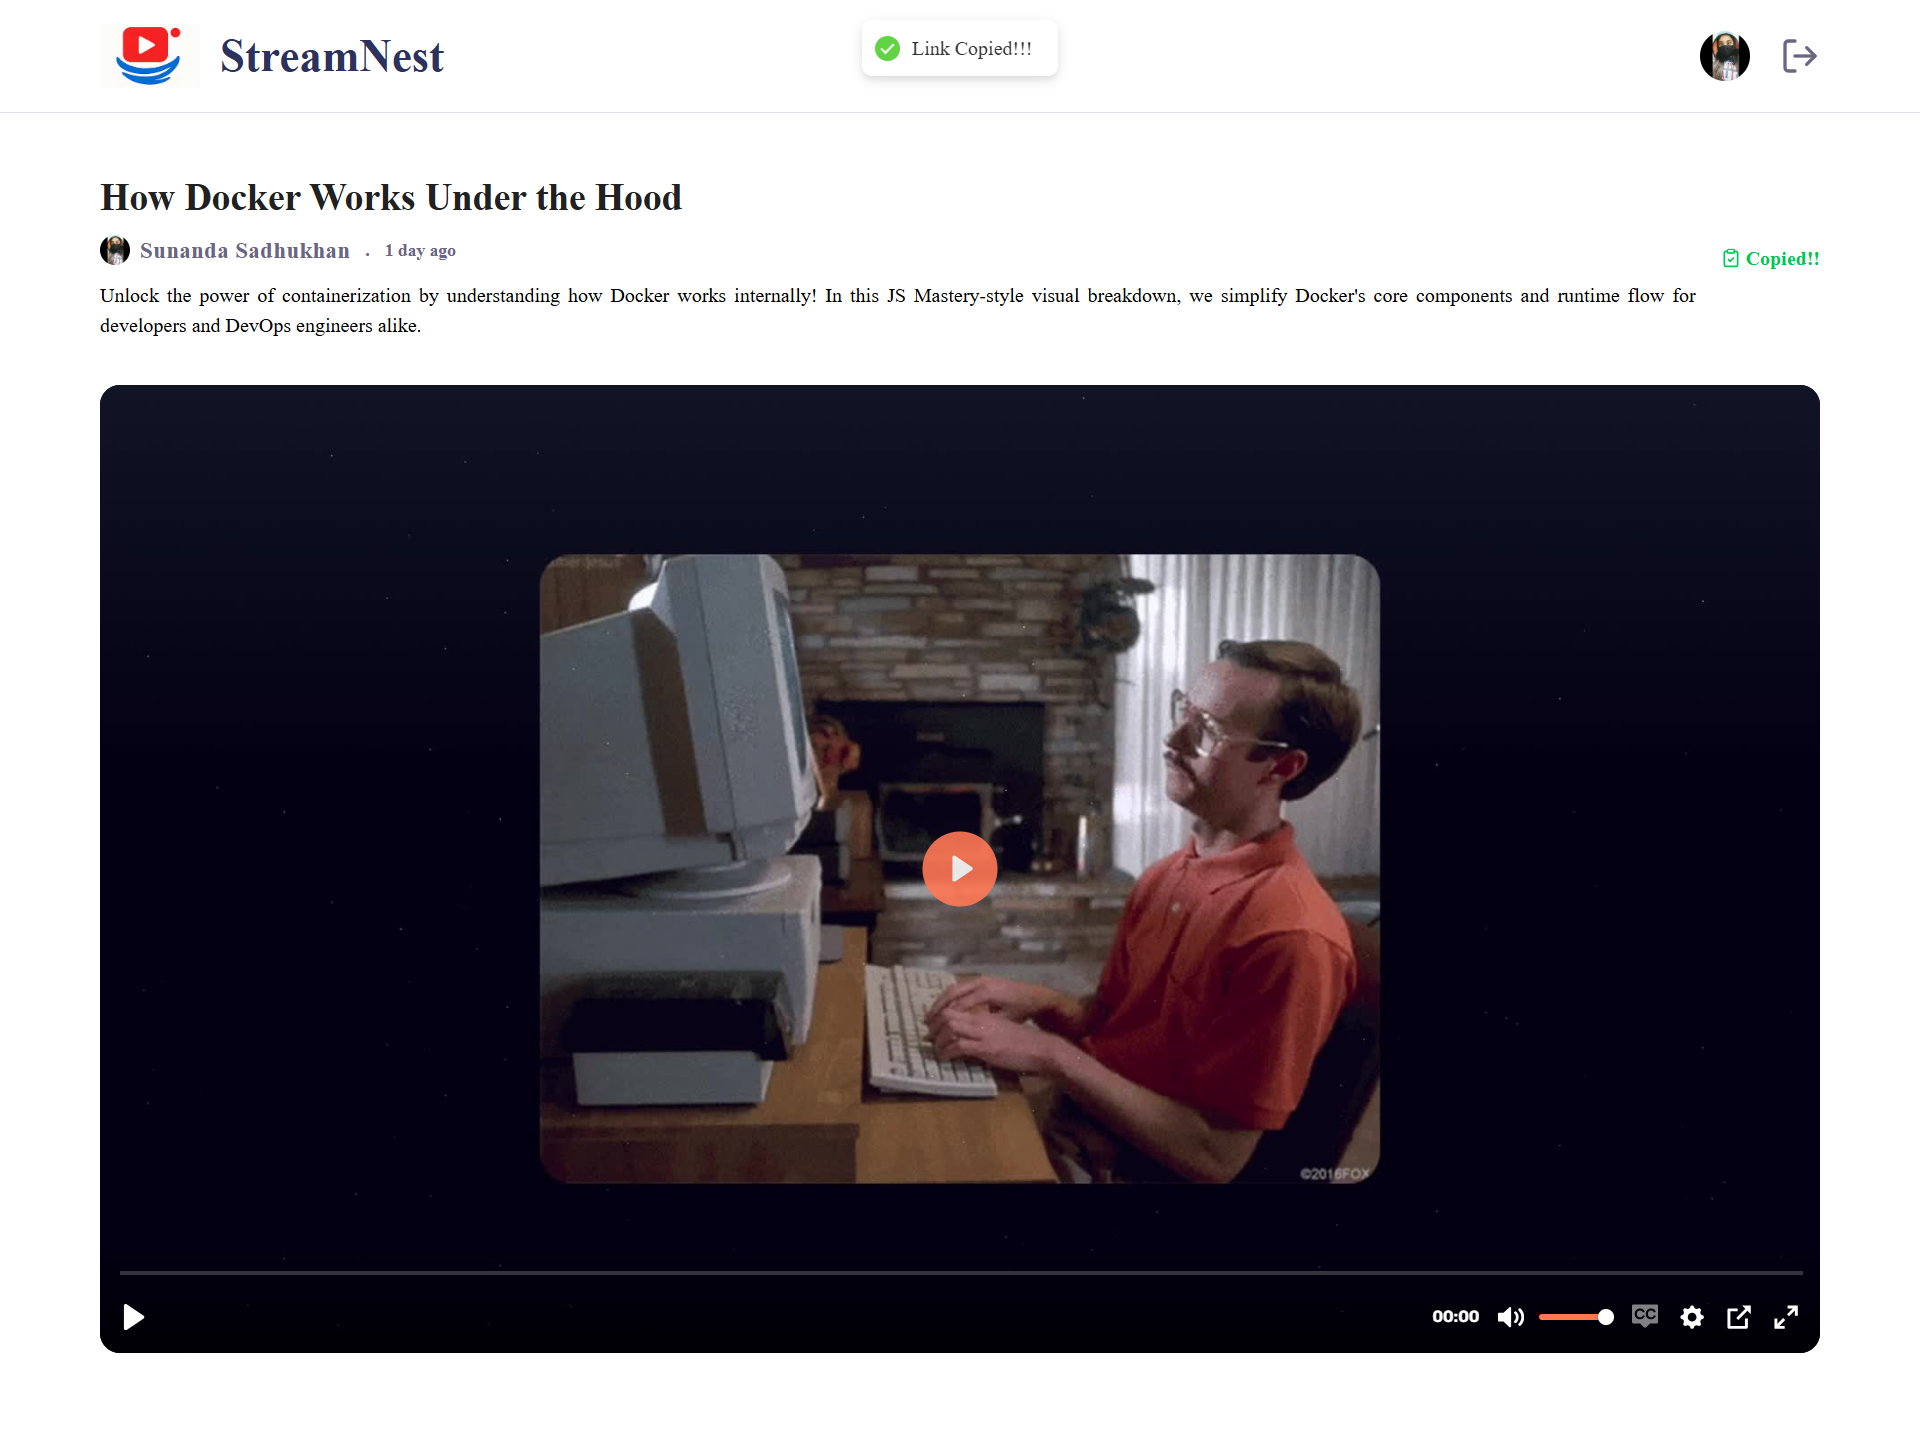 StreamNest
Link Copied!!!
How Docker Works Under the Hood
Sunanda Sadhukhan . 1 day ago
Copied!!
Unlock the power of containerization by understanding how Docker works internally! In this JS Mastery-style visual breakdown, we simplify Docker's core components and runtime flow for
developers and DevOps engineers alike.
©2016FOX
00:00
CC